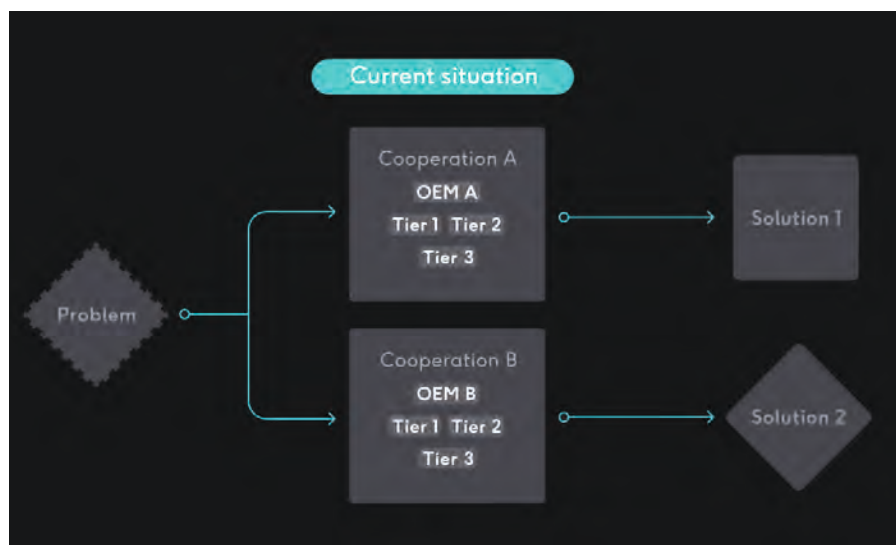 Current situation
Problem
Cooperation A
OEM A
Tier 1 Tier 2
Tier 3
Solution 1
Cooperation B
OEM B
Tier 1 Tier 2
Tier 3
Solution 2